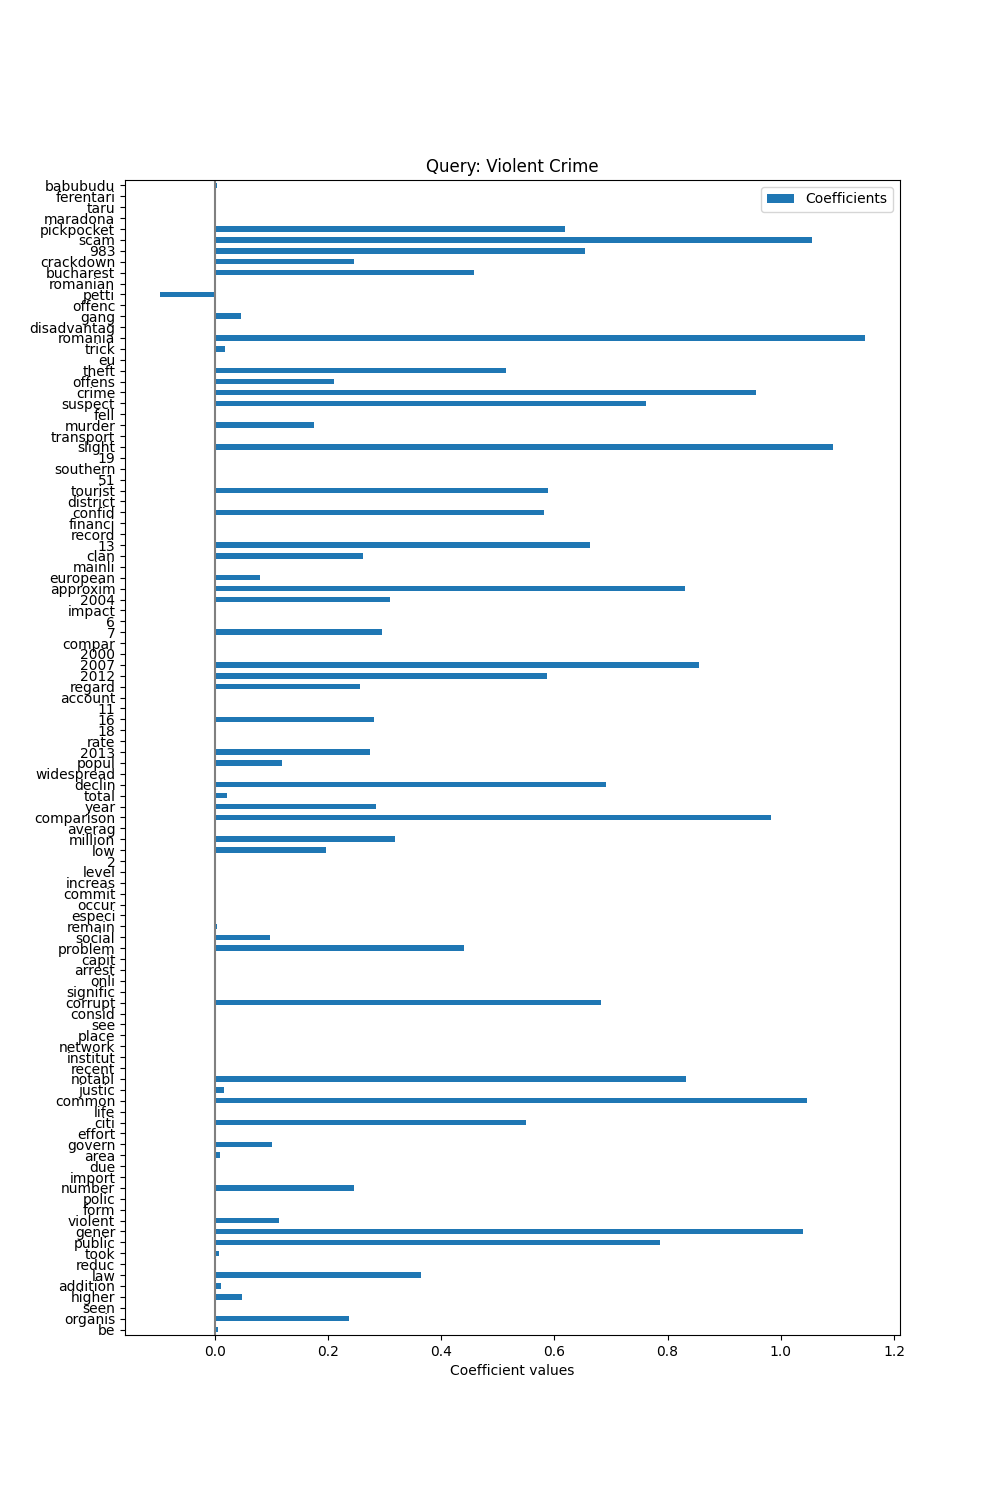 Query: Violent Crime
Coefficients
babubudu
ferentari
taru
maradona
pickpocket
scam
983
crackdown
bucharest
romanian
petti
offenc
gang
disadvantag
romania
trick
eu
theft
offens
crime
suspect
fell
murder
transport
slight
19
southern
51
tourist
district
confid
financi
record
13
clan
mainli
european
approxim
2004
impact
6
7
compar
2000
2007
2012
regard
account
11
16
18
rate
2013
popul
widespread
declin
total
year
comparison
averag
million
low
2
level
increas
commit
occur
especi
remain
social
problem
capit
arrest
onli
signific
corrupt
consid
see
place
network
institut
recent
notabl
justic
common
life
citi
effort
govern
area
due
import
number
polic
form
violent
gener
public
took
reduc
law
addition
higher
seen
organis
be
0.0 0.2 0.4 0.6 0.8 1.0 1.2
Coefficient values